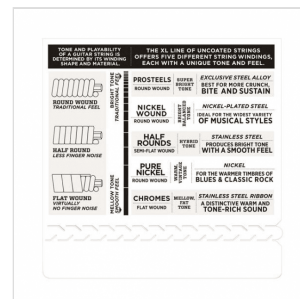 TONE AND PLAYABILITY
OF A GUITAR STRING IS
DETERMINED BY ITS WINDING
SHAPE AND MATERIAL.
THE XL LINE OF UNCOATED STRINGS
OFFERS FIVE DIFFERENT STRING WINDINGS,
EACH WITH A UNIQUE TONE AND FEEL.
ROUND WOUND
TRADITIONAL FEEL
HALF ROUND
LESS FINGER NOISE
FLAT WOUND
VIRTUALLY
NO FINGER NOISE
BRIGHT TONE
TRADITIONAL FEEL
MELLOW TONE
SMOOTH FEEL
PROSTEELS
ROUND WOUND
SUPER
BRIGHT
TONE
EXCLUSIVE STEEL ALLOY
BEST FOR MORE CRUNCH,
BITE AND SUSTAIN
NICKEL
WOUND
ROUND WOUND
BRIGHT
BALANCED
TONE
NICKEL-PLATED STEEL
IDEAL FOR THE WIDEST VARIETY
OF MUSICAL STYLES
HALF
ROUNDS
SEMI-FLAT WOUND
HYBRID
TONE
STAINLESS STEEL
PRODUCES BRIGHT TONE
WITH A SMOOTH FEEL
PURE
NICKEL
ROUND WOUND
WARM
VINTAGE
TONE
NICKEL
FOR THE WARMER TIMBRES OF
BLUES & CLASSIC ROCK
CHROMES
FLAT WOUND
MELLOW,
FAT
TONE
STAINLESS STEEL RIBBON
A DISTINCTIVE WARM AND
TONE-RICH SOUND